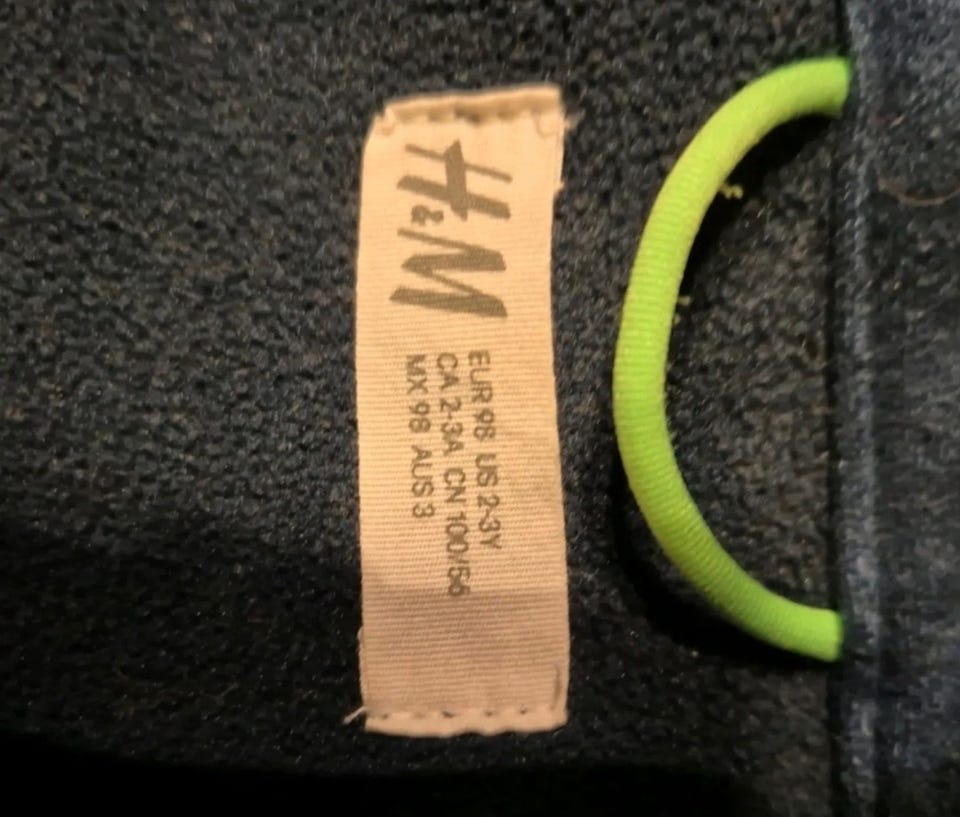 H&M
EUR 98 US 2-3Y
CA 2-3A CN 100/56
MX 98 AUS 3